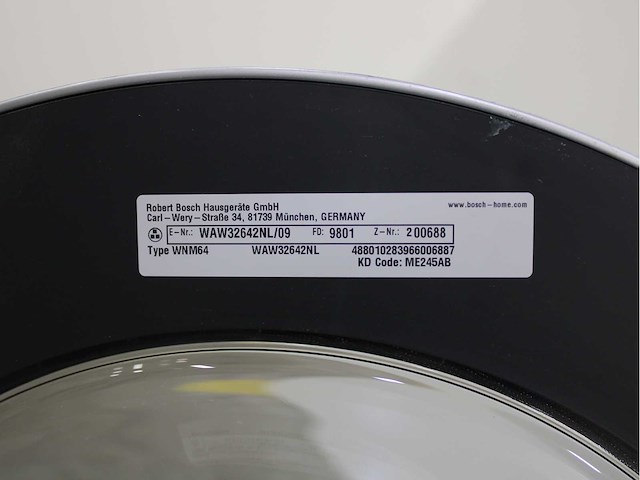 Robert Bosch Hausgeräte GmbH www.bosch-home.com
Carl-Wery-Straße 34, 81739 München, GERMANY
E-Nr.: WAW32642NL/09 FD: 9801 Z-Nr.: 200688
Type WNM64 WAW32642NL 488010283966006887
KD Code: ME245AB